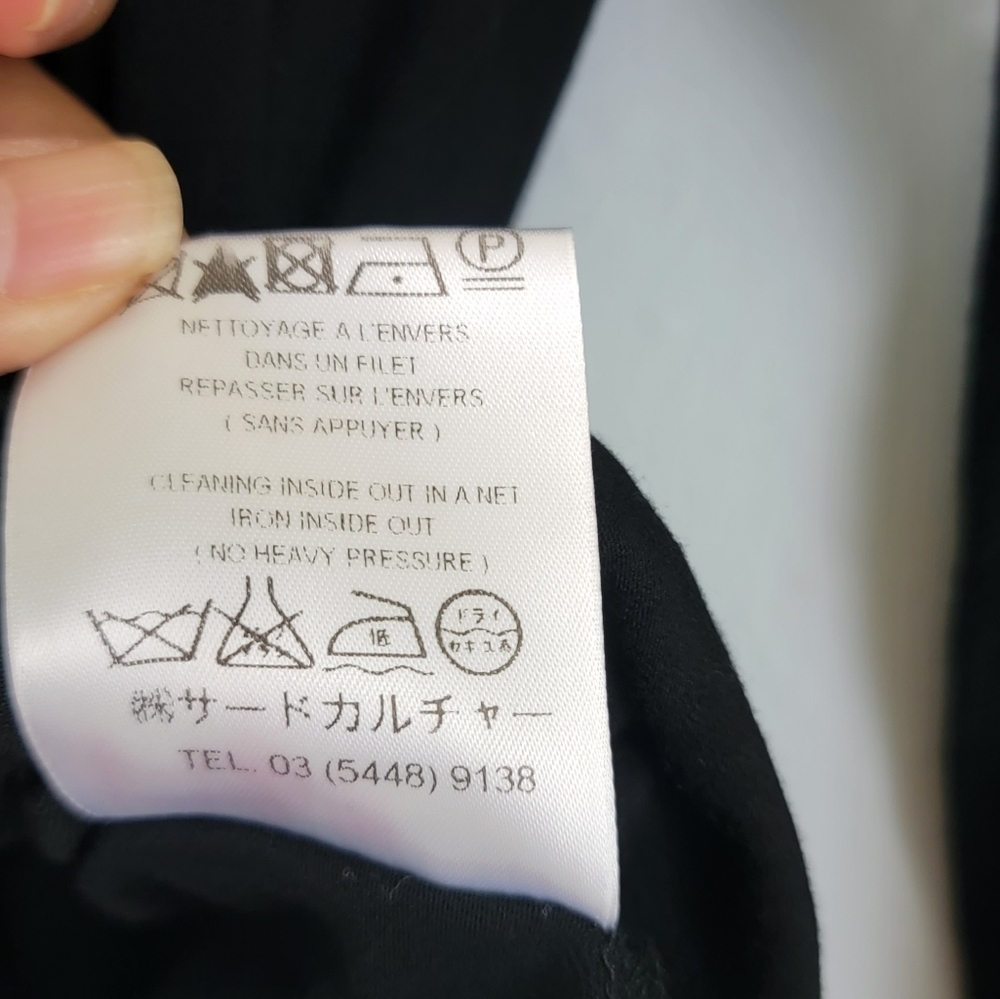 P
NETTOYAGE A L'ENVERS
DANS UN FILET
REPASSER SUR L'ENVERS
( SANS APPUYER )
CLEANING INSIDE OUT IN A NET
IRON INSIDE OUT
( NO HEAVY PRESSURE )
低 ドライ
セキユ系
㈱サードカルチャー
TEL. 03 (5448) 9138